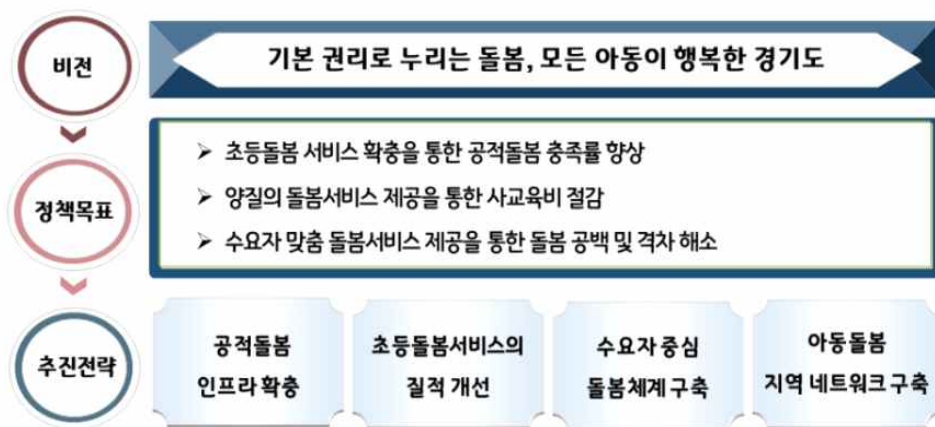 비전
기본 권리로 누리는 돌봄, 모든 아동이 행복한 경기도
정책목표
➢ 초등돌봄 서비스 확충을 통한 공적돌봄 충족률 향상
➢ 양질의 돌봄서비스 제공을 통한 사교육비 절감
➢ 수요자 맞춤 돌봄서비스 제공을 통한 돌봄 공백 및 격차 해소
추진전략
공적돌봄
인프라 확충
초등돌봄서비스의
질적 개선
수요자 중심
돌봄체계 구축
아동돌봄
지역 네트워크 구축